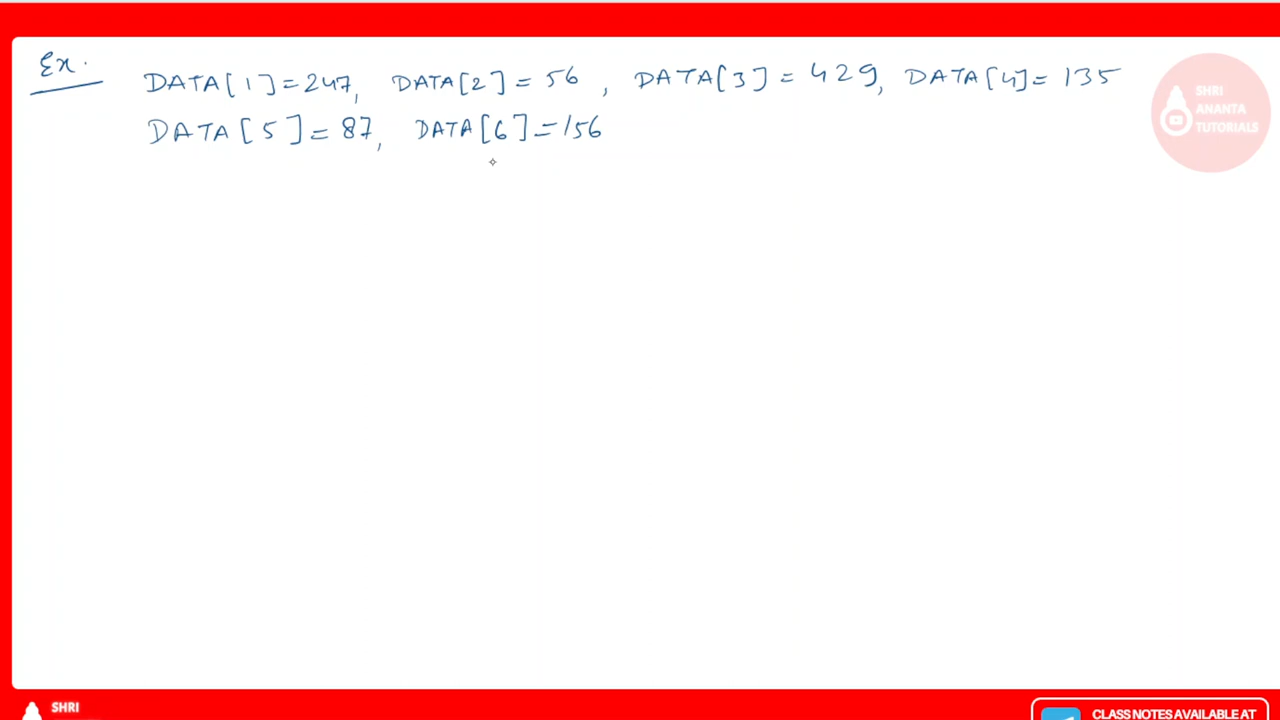 Ex.
DATA[1]=247, DATA[2]=56, DATA[3]=429, DATA[4]=135
DATA[5]=87, DATA[6]=156
SHRI
ANANTA
TUTORIALS
SHRI
CLASS NOTES AVAILABLE AT